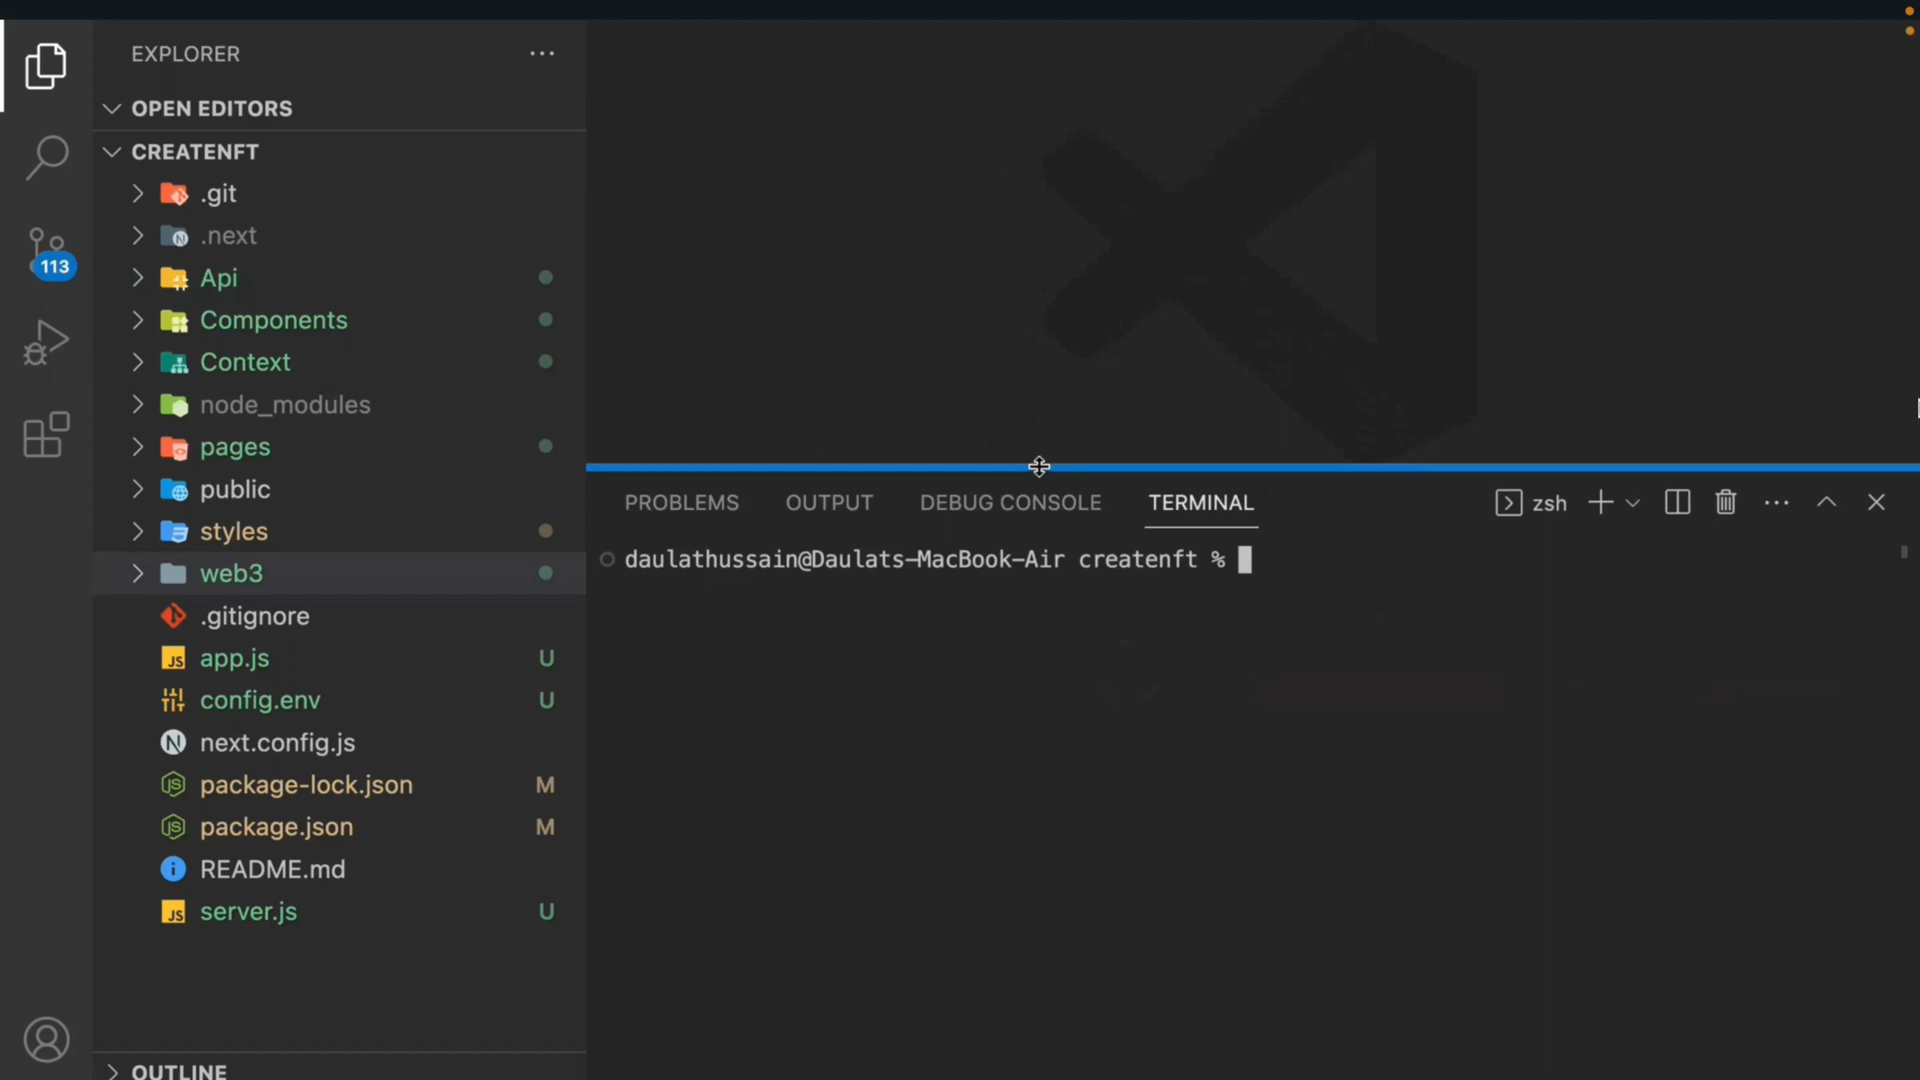 EXPLORER
OPEN EDITORS
CREATENFT
.git
.next
113
Api
Components
Context
node_modules
pages
public
styles
web3
.gitignore
app.js U
config.env U
next.config.js
package-lock.json M
package.json M
README.md
server.js U
OUTLINE
PROBLEMS OUTPUT DEBUG CONSOLE TERMINAL zsh
daulathussain@Daulats-MacBook-Air createnft %